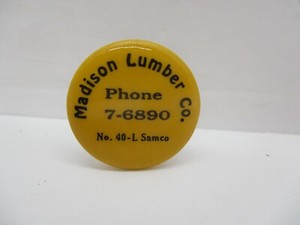 Madison Lumber Co.
Phone
7-6890
No. 40-L Samco